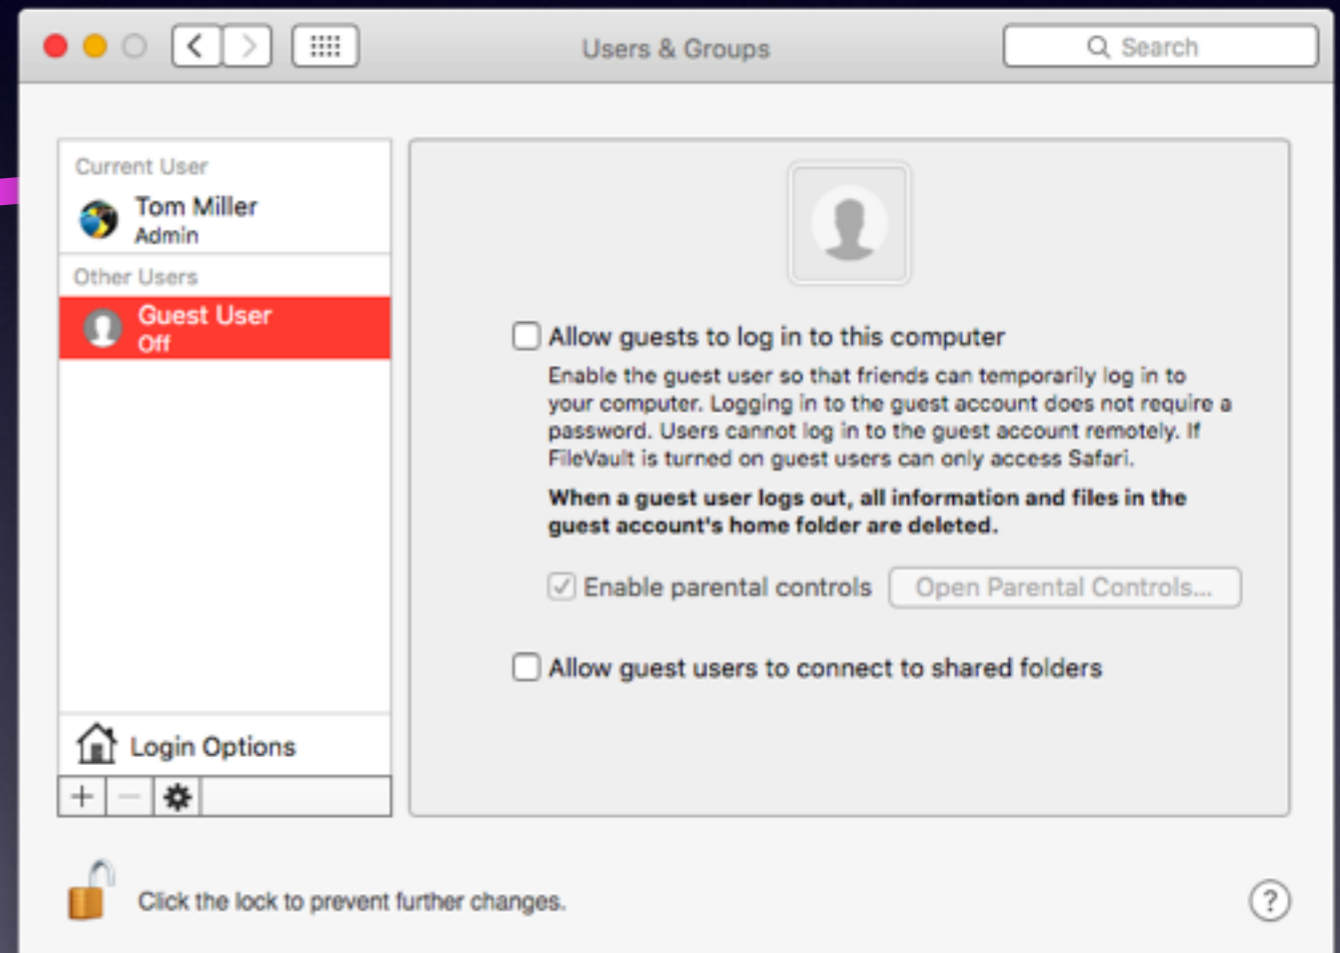 Users & Groups
Search
Current User
Tom Miller
Admin
Other Users
Guest User
Off
Login Options
Allow guests to log in to this computer
Enable the guest user so that friends can temporarily log in to
your computer. Logging in to the guest account does not require a
password. Users cannot log in to the guest account remotely. If
FileVault is turned on guest users can only access Safari.
When a guest user logs out, all information and files in the
guest account's home folder are deleted.
Enable parental controls
Open Parental Controls...
Allow guest users to connect to shared folders
Click the lock to prevent further changes.
?